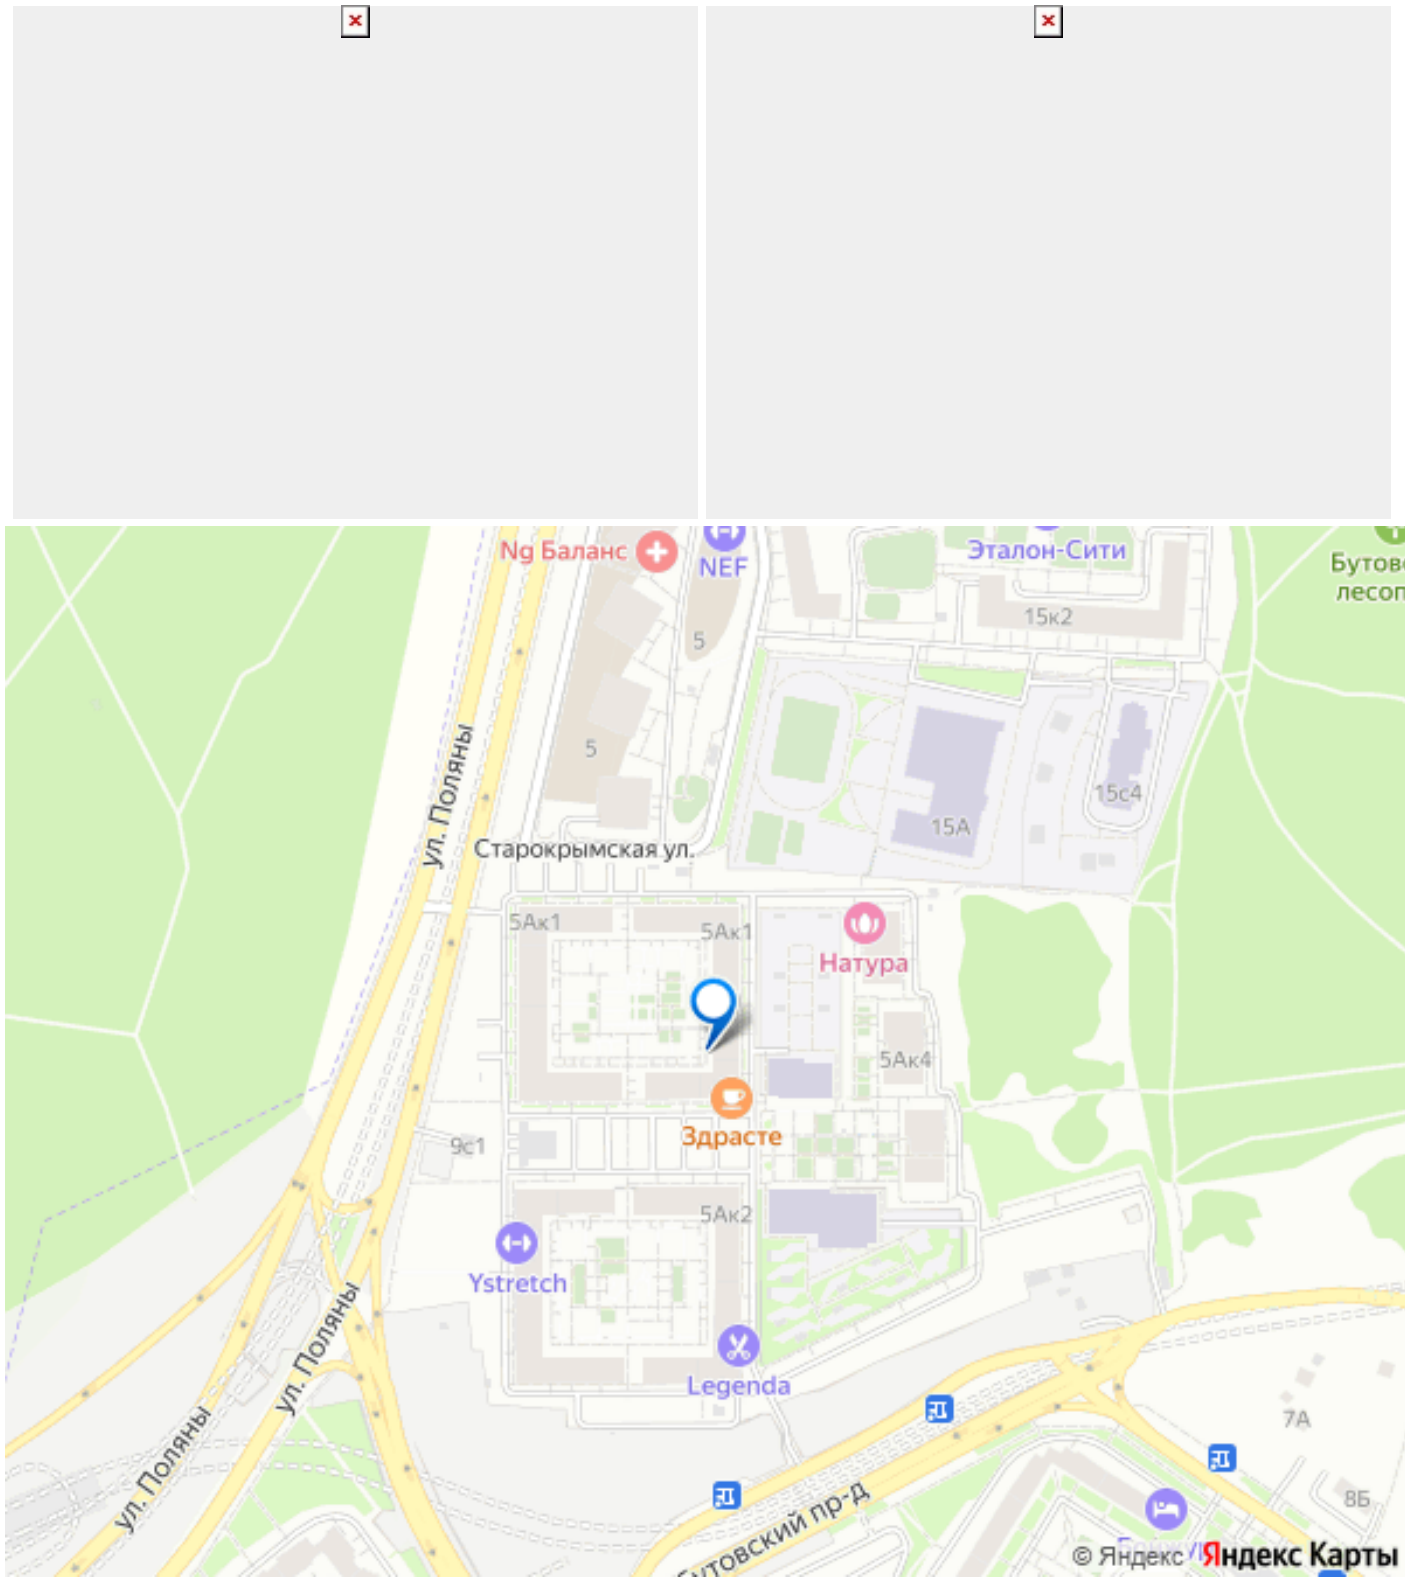 Ng Баланс
NEF
Эталон-Сити
Бутов
лесоп
15к2
5
5
ул. Поляны
15с4
15А
Старокрымская ул.
5Ак1
5Ак1
Натура
5Ак4
Здрасте
9с1
5Ак2
Ystretch
ул. Поляны
Legenda
ул. Поляны
7А
8Б
Бутовский пр-д
© Яндекс Яндекс Карты